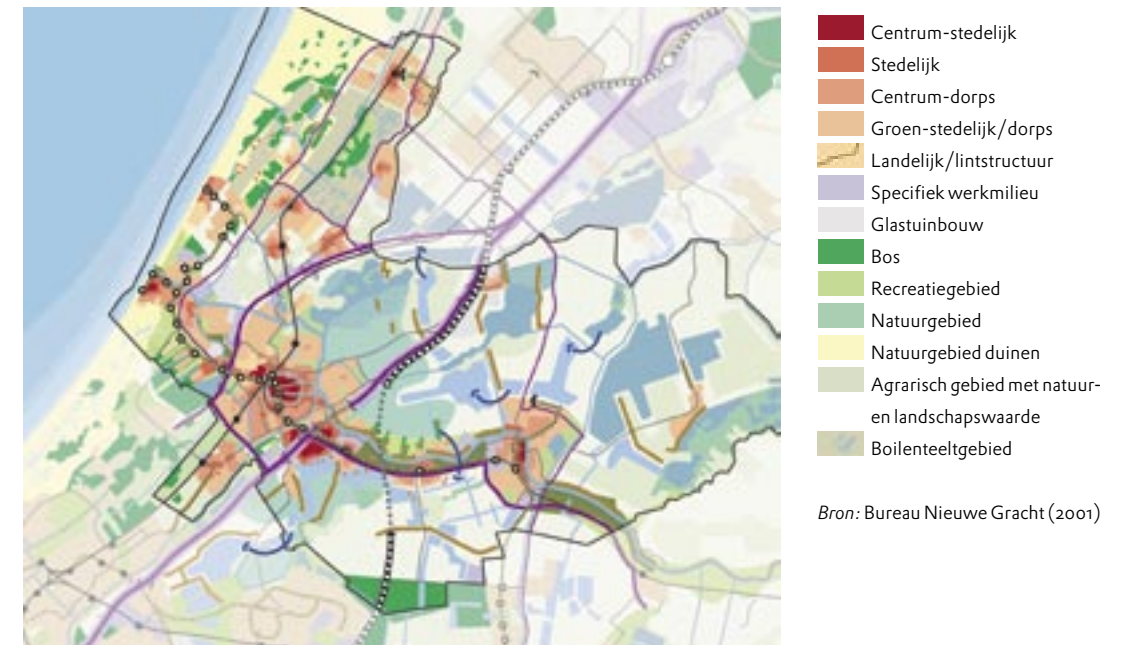 Centrum-stedelijk
Stedelijk
Centrum-dorps
Groen-stedelijk/dorps
Landelijk/lintstructuur
Specifiek werkmilieu
Glastuinbouw
Bos
Recreatiegebied
Natuurgebied
Natuurgebied duinen
Agrarisch gebied met natuur-
en landschapswaarde
Boilenteeltgebied
Bron: Bureau Nieuwe Gracht (2001)